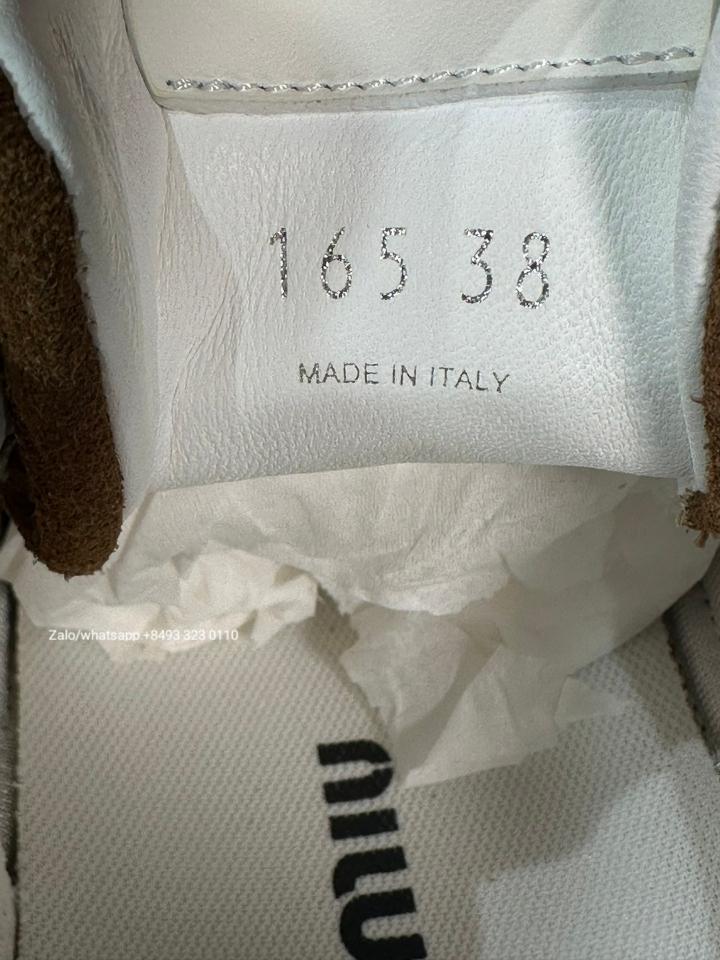 165 38
MADE IN ITALY
Zalo/whatsapp +8493 323 0110
miu